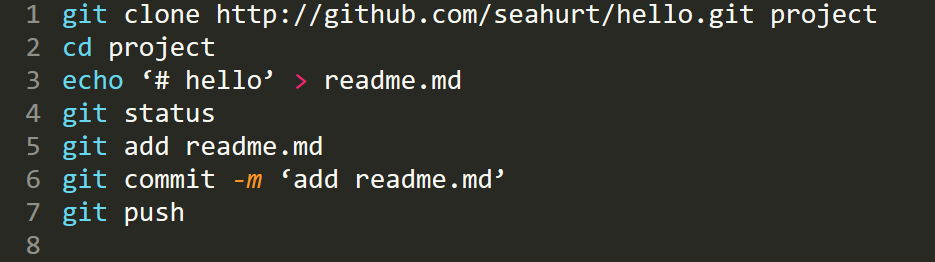 1 git clone http://github.com/seahurt/hello.git project
2 cd project
3 echo ‘# hello’ > readme.md
4 git status
5 git add readme.md
6 git commit -m ‘add readme.md’
7 git push
8